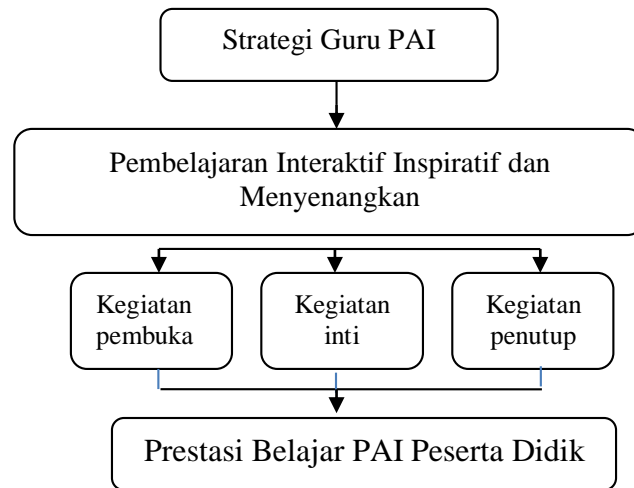 Strategi Guru PAI
Pembelajaran Interaktif Inspiratif dan
Menyenangkan
Kegiatan
pembuka
Kegiatan
inti
Kegiatan
penutup
Prestasi Belajar PAI Peserta Didik